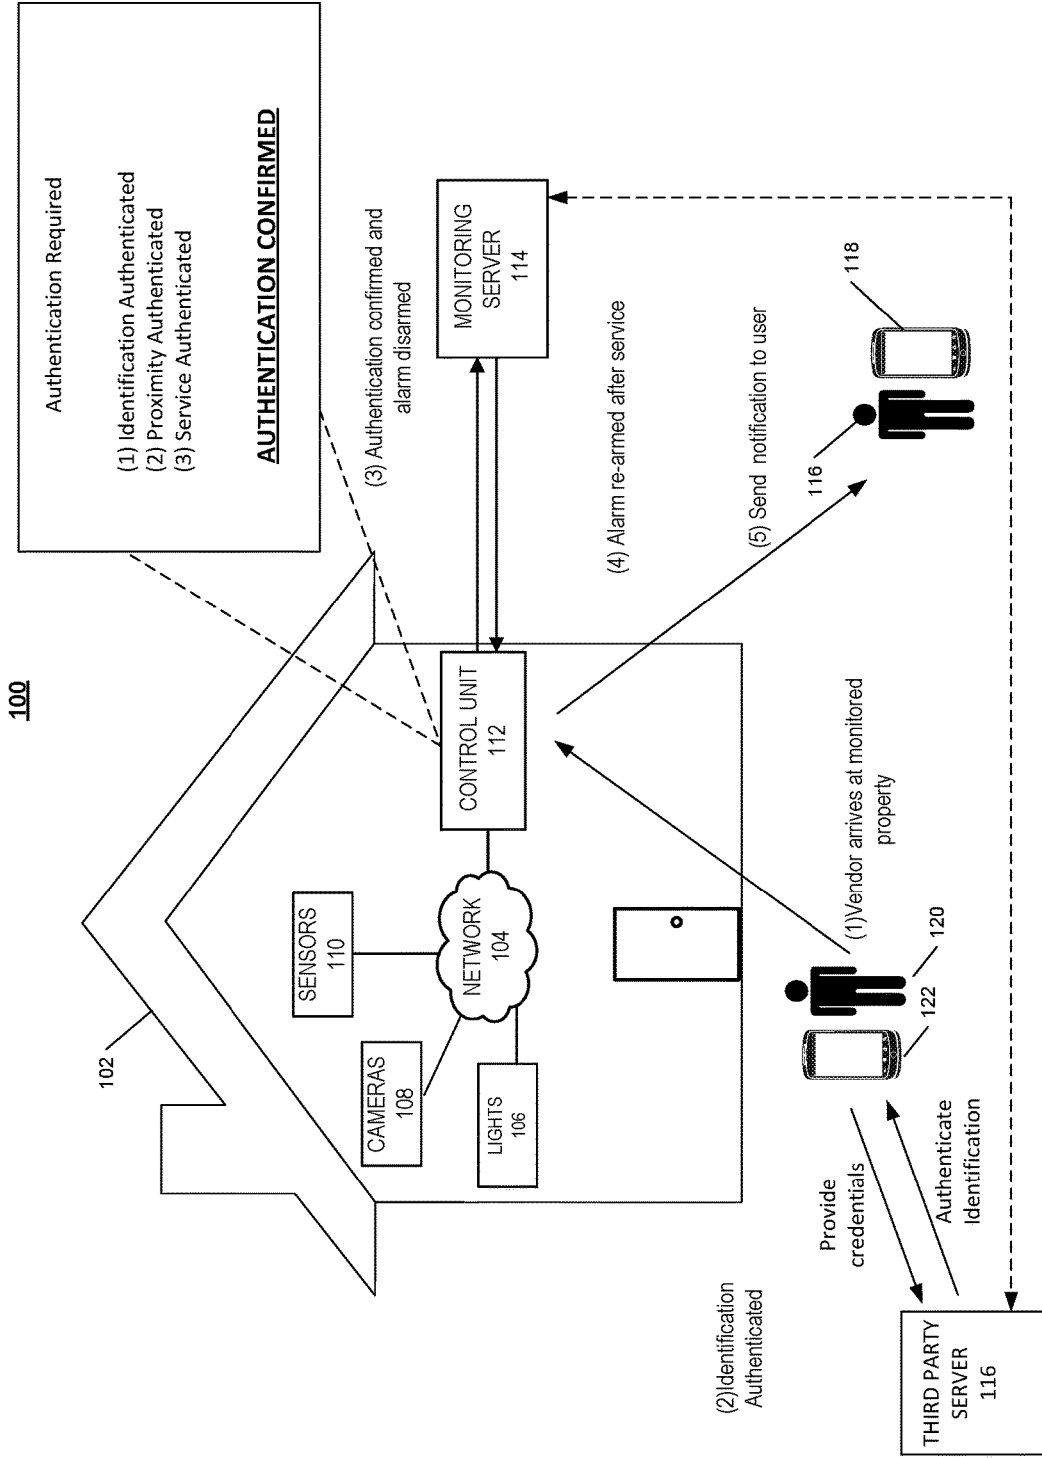 100
Authentication Required
(1) Identification Authenticated
(2) Proximity Authenticated
(3) Service Authenticated
AUTHENTICATION CONFIRMED
102
SENSORS
110
CAMERAS
108
LIGHTS
106
NETWORK
104
CONTROL UNIT
112
(3) Authentication confirmed and
alarm disarmed
MONITORING
SERVER
114
(4) Alarm re-armed after service
(5) Send notification to user
116
118
(1)Vendor arrives at monitored
property
120
122
(2)Identification
Authenticated
Provide
credentials
Authenticate
Identification
THIRD PARTY
SERVER
116